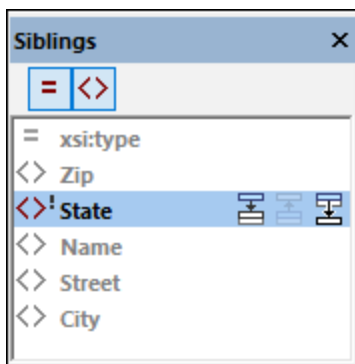 Siblings
= <>
= xsi:type
<> Zip
<>! State
<> Name
<> Street
<> City